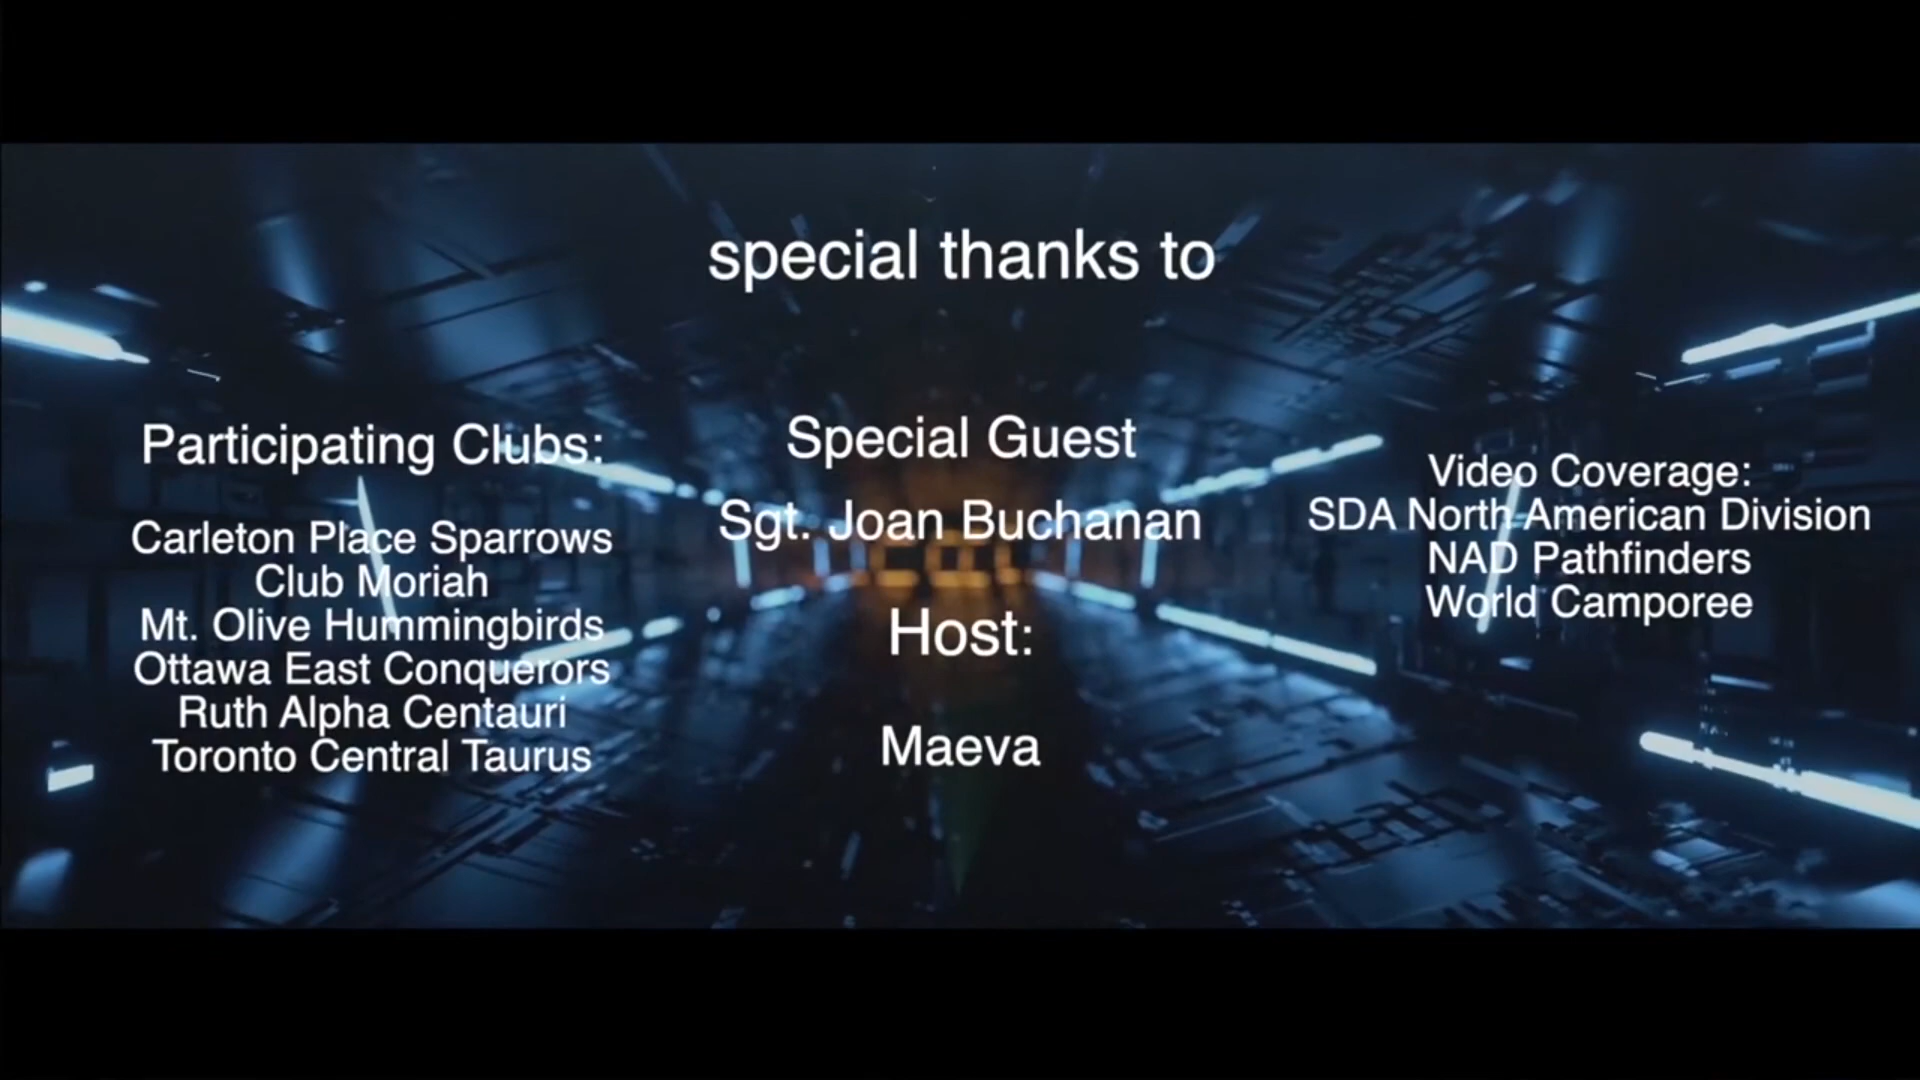 special thanks to
Participating Clubs:
Carleton Place Sparrows
Club Moriah
Mt. Olive Hummingbirds
Ottawa East Conquerors
Ruth Alpha Centauri
Toronto Central Taurus
Special Guest
Sgt. Joan Buchanan
Host:
Maeva
Video Coverage:
SDA North American Division
NAD Pathfinders
World Camporee